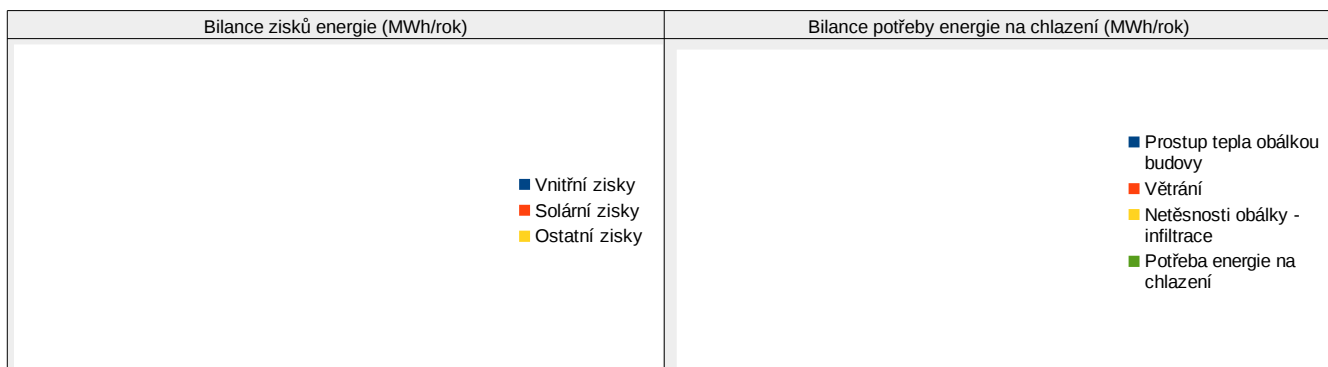 Bilance zisků energie (MWh/rok)
Bilance potřeby energie na chlazení (MWh/rok)
Vnitřní zisky
Solární zisky
Ostatní zisky
Prostup tepla obálkou
budovy
Větrání
Netěsnosti obálky -
infiltrace
Potřeba energie na
chlazení